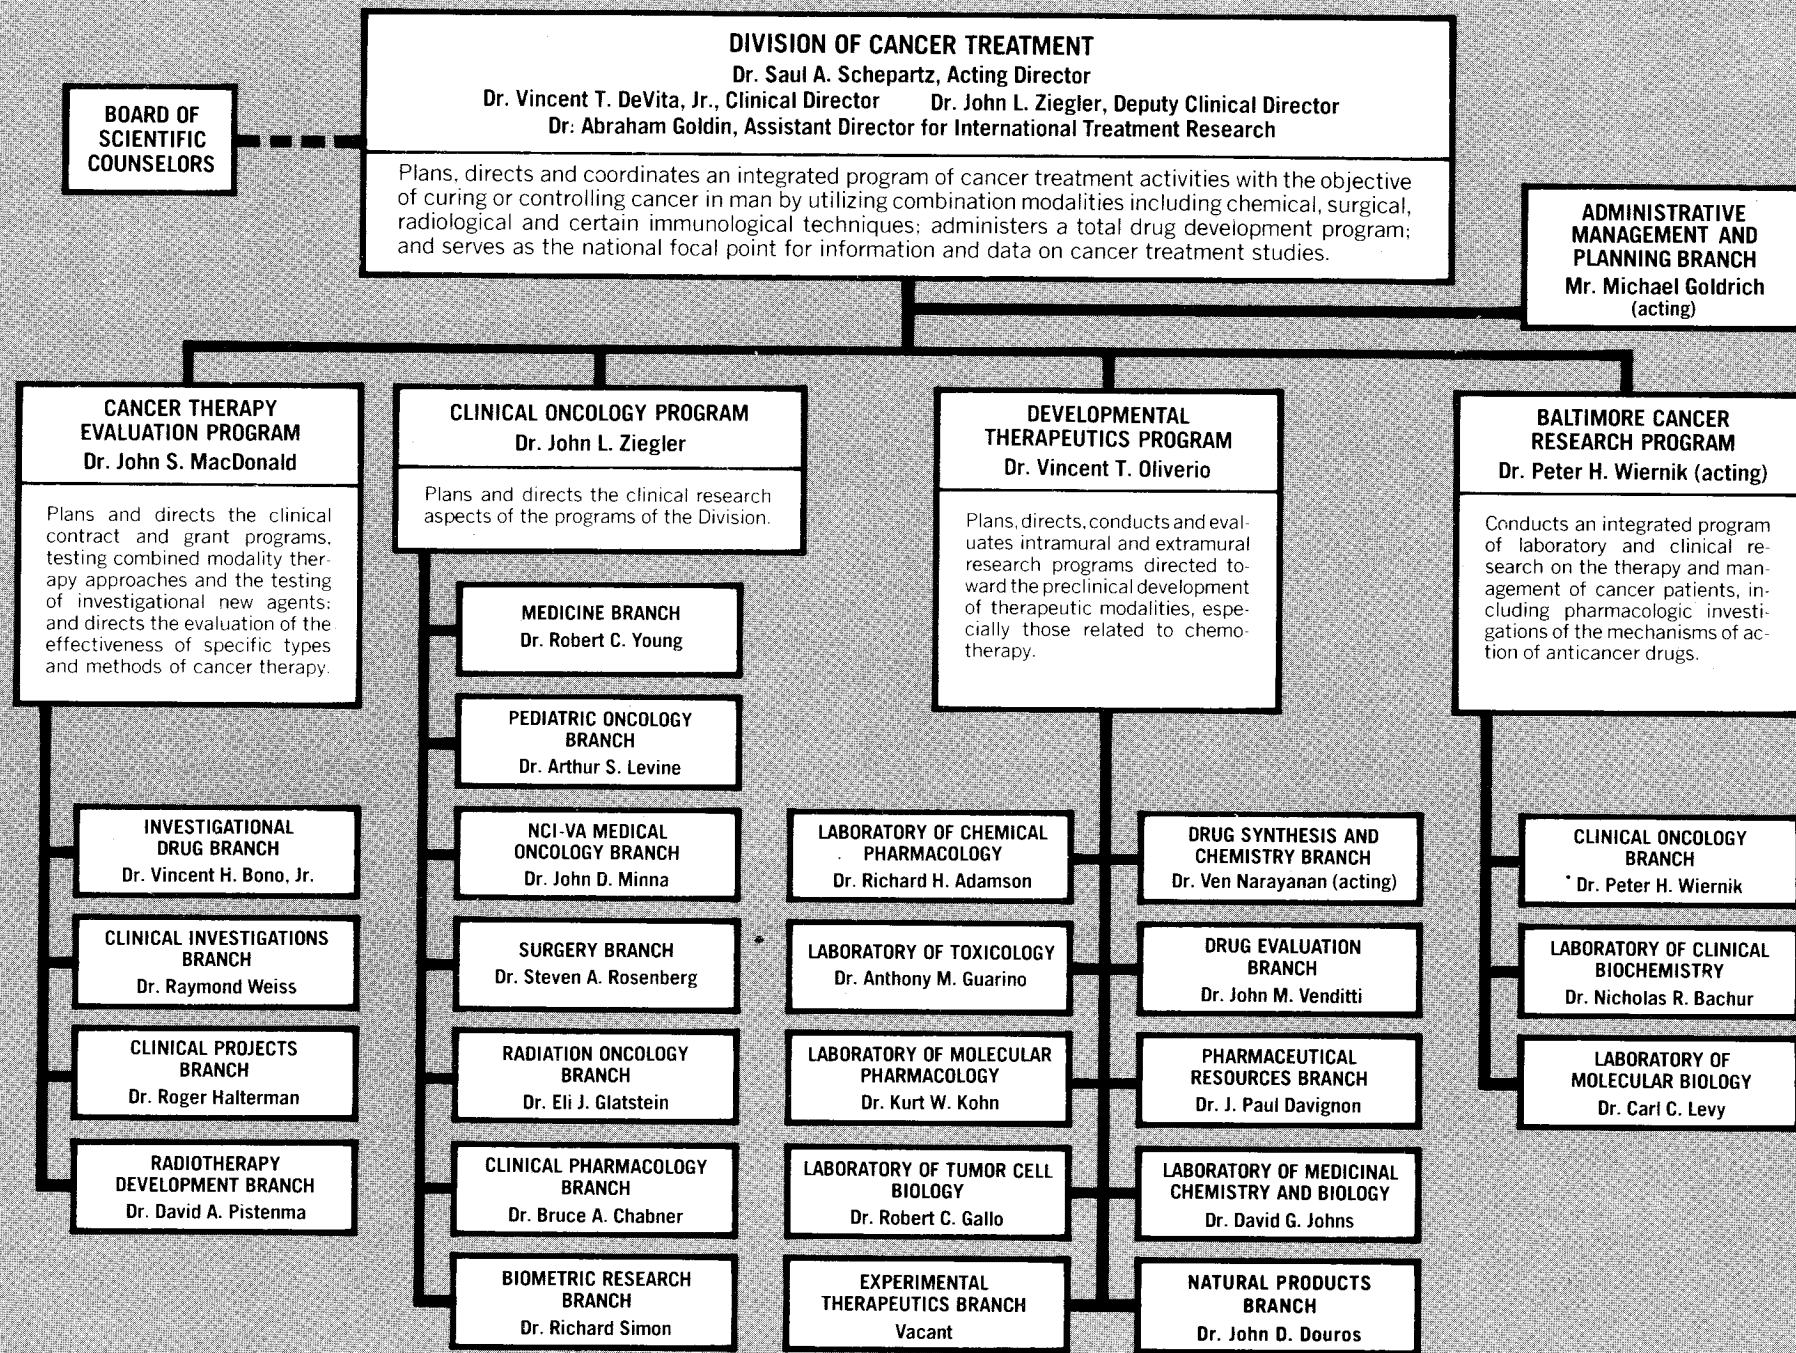 DIVISION OF CANCER TREATMENT
Dr. Saul A. Schepartz, Acting Director
Dr. Vincent T. DeVita, Jr., Clinical Director Dr. John L. Ziegler, Deputy Clinical Director
Dr. Abraham Goldin, Assistant Director for International Treatment Research
Plans, directs and coordinates an integrated program of cancer treatment activities with the objective
of curing or controlling cancer in man by utilizing combination modalities including chemical, surgical,
radiological and certain immunological techniques; administers a total drug development program;
and serves as the national focal point for information and data on cancer treatment studies.
BOARD OF
SCIENTIFIC
COUNSELORS
ADMINISTRATIVE
MANAGEMENT AND
PLANNING BRANCH
Mr. Michael Goldrich
(acting)
CANCER THERAPY
EVALUATION PROGRAM
Dr. John S. MacDonald
Plans and directs the clinical
contract and grant programs,
testing combined modality ther-
apy approaches and the testing
of investigational new agents;
and directs the evaluation of the
effectiveness of specific types
and methods of cancer therapy.
INVESTIGATIONAL
DRUG BRANCH
Dr. Vincent H. Bono, Jr.
CLINICAL INVESTIGATIONS
BRANCH
Dr. Raymond Weiss
CLINICAL PROJECTS
BRANCH
Dr. Roger Halterman
RADIOTHERAPY
DEVELOPMENT BRANCH
Dr. David A. Pistenma
CLINICAL ONCOLOGY PROGRAM
Dr. John L. Ziegler
Plans and directs the clinical research
aspects of the programs of the Division.
MEDICINE BRANCH
Dr. Robert C. Young
PEDIATRIC ONCOLOGY
BRANCH
Dr. Arthur S. Levine
NCI-VA MEDICAL
ONCOLOGY BRANCH
Dr. John D. Minna
SURGERY BRANCH
Dr. Steven A. Rosenberg
RADIATION ONCOLOGY
BRANCH
Dr. Eli J. Glatstein
CLINICAL PHARMACOLOGY
BRANCH
Dr. Bruce A. Chabner
BIOMETRIC RESEARCH
BRANCH
Dr. Richard Simon
DEVELOPMENTAL
THERAPEUTICS PROGRAM
Dr. Vincent T. Oliverio
Plans, directs, conducts and eval-
uates intramural and extramural
research programs directed to-
ward the preclinical development
of therapeutic modalities, espe-
cially those related to chemo-
therapy.
LABORATORY OF CHEMICAL
PHARMACOLOGY
Dr. Richard H. Adamson
LABORATORY OF TOXICOLOGY
Dr. Anthony M. Guarino
LABORATORY OF MOLECULAR
PHARMACOLOGY
Dr. Kurt W. Kohn
LABORATORY OF TUMOR CELL
BIOLOGY
Dr. Robert C. Gallo
EXPERIMENTAL
THERAPEUTICS BRANCH
Vacant
DRUG SYNTHESIS AND
CHEMISTRY BRANCH
Dr. Ven Narayanan (acting)
DRUG EVALUATION
BRANCH
Dr. John M. Venditti
PHARMACEUTICAL
RESOURCES BRANCH
Dr. J. Paul Davignon
LABORATORY OF MEDICINAL
CHEMISTRY AND BIOLOGY
Dr. David G. Johns
NATURAL PRODUCTS
BRANCH
Dr. John D. Douros
BALTIMORE CANCER
RESEARCH PROGRAM
Dr. Peter H. Wiernik (acting)
Conducts an integrated program
of laboratory and clinical re-
search on the therapy and man-
agement of cancer patients, in-
cluding pharmacologic investi-
gations of the mechanisms of ac-
tion of anticancer drugs.
CLINICAL ONCOLOGY
BRANCH
Dr. Peter H. Wiernik
LABORATORY OF CLINICAL
BIOCHEMISTRY
Dr. Nicholas R. Bachur
LABORATORY OF
MOLECULAR BIOLOGY
Dr. Carl C. Levy